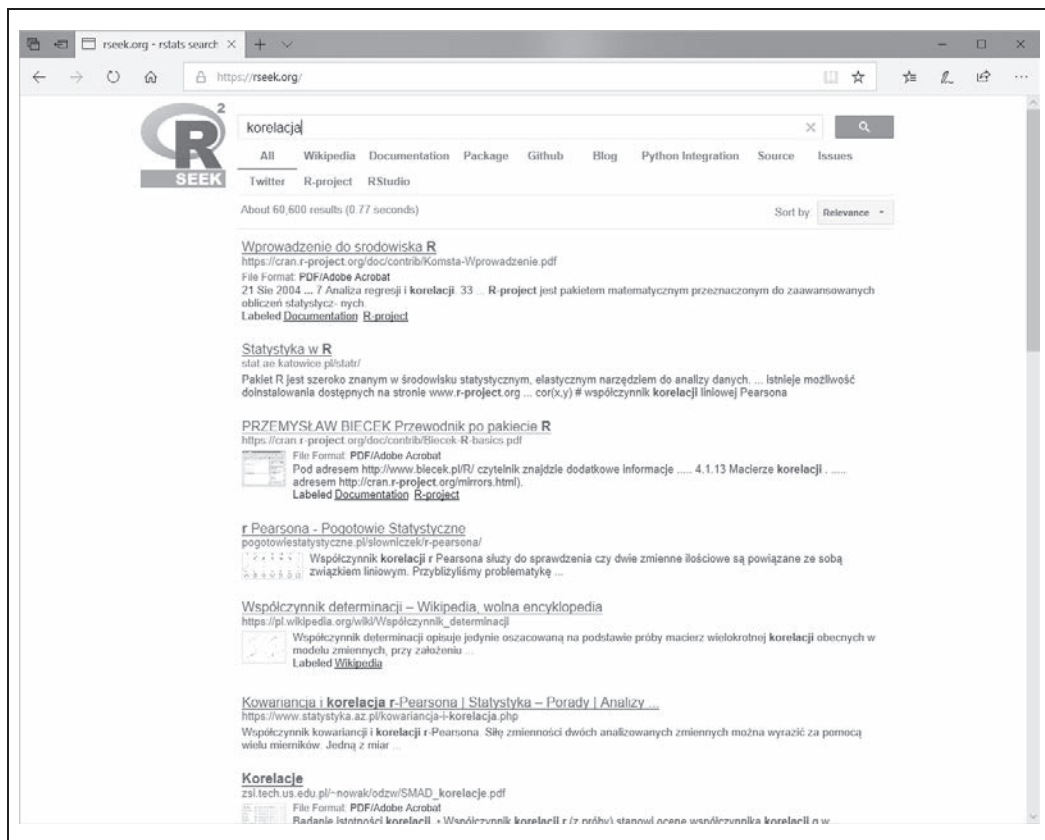 rseek.org - rstats search
https://rseek.org/
R 2
SEEK
korelacja
All Wikipedia Documentation Package Github Blog Python Integration Source Issues
Twitter R-project RStudio
About 60,600 results (0.77 seconds) Sort by Relevance
Wprowadzenie do srodowiska R
https://cran.r-project.org/doc/contrib/Komsta-Wprowadzenie.pdf
File Format: PDF/Adobe Acrobat
21 Sie 2004 ... 7 Analiza regresji i korelacji. 33 ... R-project jest pakietem matematycznym przeznaczonym do zaawansowanych
obliczeń statystycz- nych.
Labeled Documentation R-project
Statystyka w R
stat.ae.katowice.pl/statr/
Pakiet R jest szeroko znanym w środowisku statystycznym, elastycznym narzędziem do analizy danych. ... istnieje możliwość
doinstalowania dostępnych na stronie www.r-project.org ... cor(x,y) # współczynnik korelacji liniowej Pearsona
PRZEMYSŁAW BIECEK Przewodnik po pakiecie R
https://cran.r-project.org/doc/contrib/Biecek-R-basics.pdf
File Format: PDF/Adobe Acrobat
Pod adresem http://www.biecek.pl/R/ czytelnik znajdzie dodatkowe informacje ..... 4.1.13 Macierze korelacji . .....
adresem http://cran.r-project.org/mirrors.html).
Labeled Documentation R-project
r Pearsona - Pogotowie Statystyczne
pogotowiestatystyczne.pl/slowniczek/r-pearsona/
Współczynnik korelacji r Pearsona służy do sprawdzenia czy dwie zmienne ilościowe są powiązane ze sobą
związkiem liniowym. Przybliżyliśmy problematykę ...
Współczynnik determinacji – Wikipedia, wolna encyklopedia
https://pl.wikipedia.org/wiki/Współczynnik_determinacji
Współczynnik determinacji opisuje jedynie oszacowaną na podstawie próby macierz wielokrotnej korelacji obecnych w
modelu zmiennych, przy założeniu ...
Labeled Wikipedia
Kowariancja i korelacja r-Pearsona | Statystyka – Porady | Analizy ...
https://www.statystyka.az.pl/kowariancja-i-korelacja.php
Współczynnik kowariancji i korelacji r-Pearsona. Siłę zmienności dwóch analizowanych zmiennych można wyrazić za pomocą
wielu mierników. Jedną z miar ...
Korelacje
zsi.tech.us.edu.pl/~nowak/odzw/SMAD_korelacje.pdf
File Format: PDF/Adobe Acrobat
Badanie istotności korelacji. • Współczynnik korelacji r (z próby) stanowi ocenę współczynnika korelacji